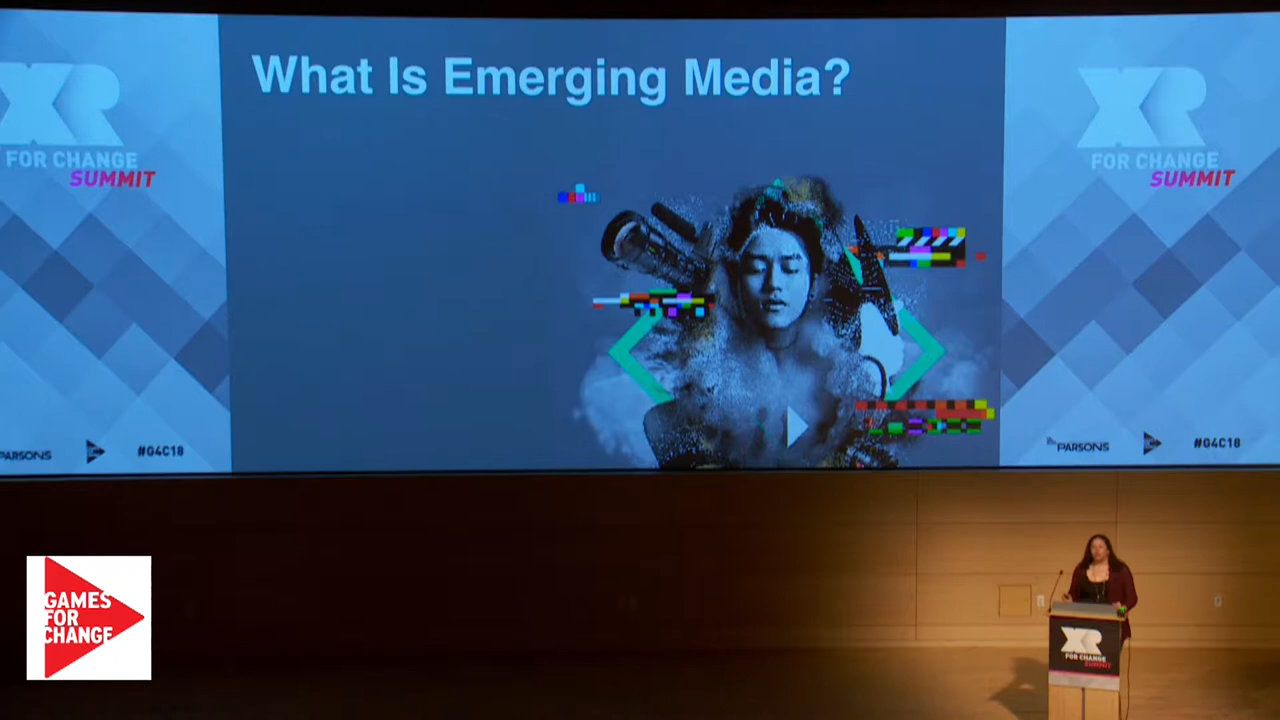 What Is Emerging Media?
XR
FOR CHANGE
SUMMIT
XR
FOR CHANGE
SUMMIT
PARSONS
#G4C18
PARSONS
#G4C18
GAMES
FOR
CHANGE
XR
FOR CHANGE
SUMMIT